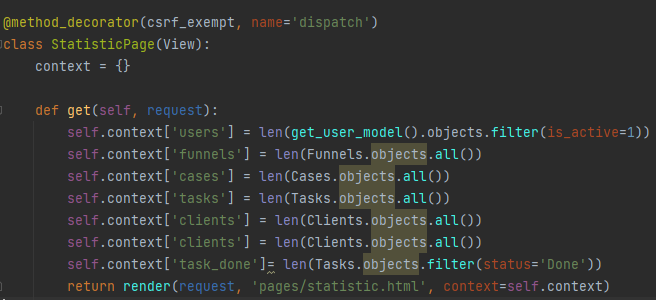 @method_decorator(csrf_exempt, name='dispatch')
class StatisticPage(View):
    context = {}

    def get(self, request):
        self.context['users'] = len(get_user_model().objects.filter(is_active=1))
        self.context['funnels'] = len(Funnels.objects.all())
        self.context['cases'] = len(Cases.objects.all())
        self.context['tasks'] = len(Tasks.objects.all())
        self.context['clients'] = len(Clients.objects.all())
        self.context['clients'] = len(Clients.objects.all())
        self.context['task_done']= len(Tasks.objects.filter(status='Done'))
        return render(request, 'pages/statistic.html', context=self.context)